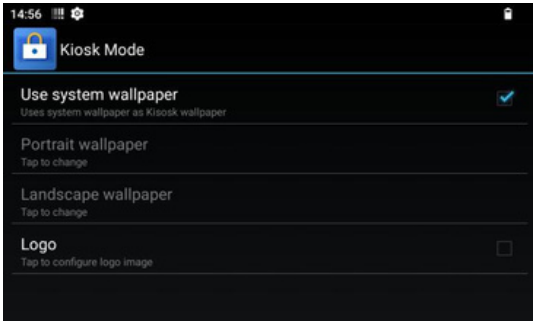 14:56
Kiosk Mode
Use system wallpaper
Uses system wallpaper as Kisosk wallpaper
Portrait wallpaper
Tap to change
Landscape wallpaper
Tap to change
Logo
Tap to configure logo image